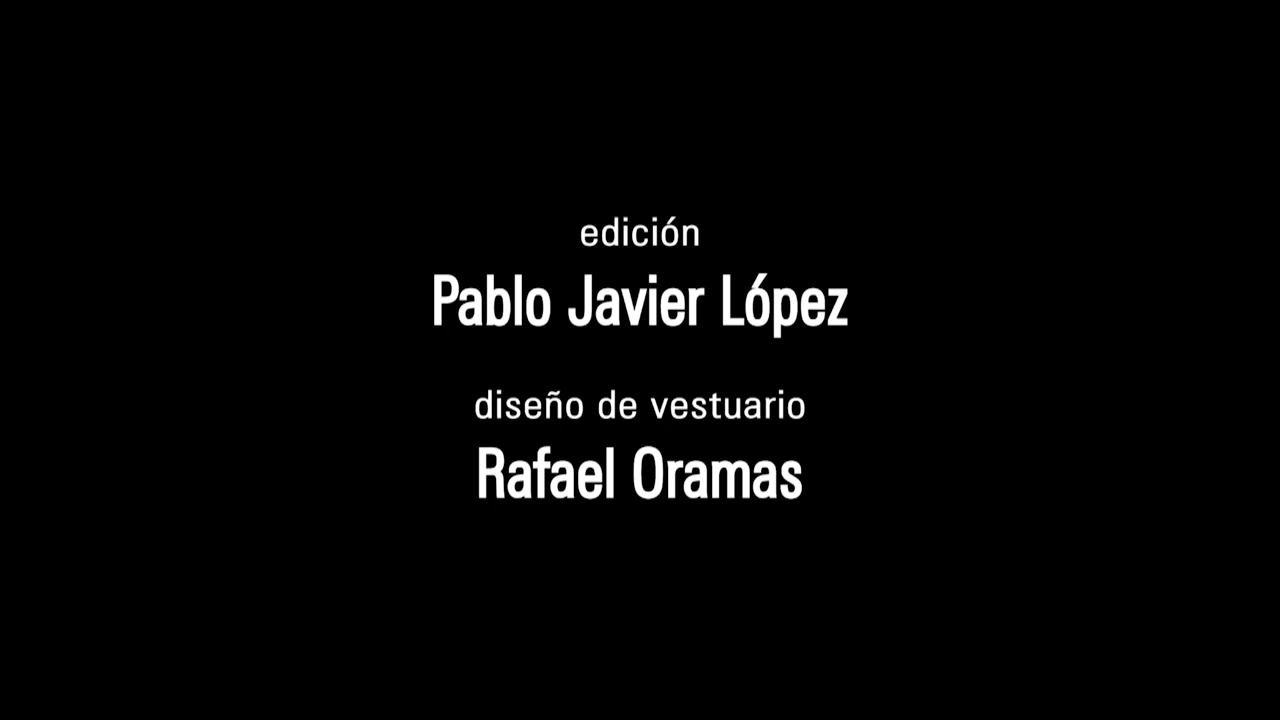 edición
Pablo Javier López
diseño de vestuario
Rafael Oramas